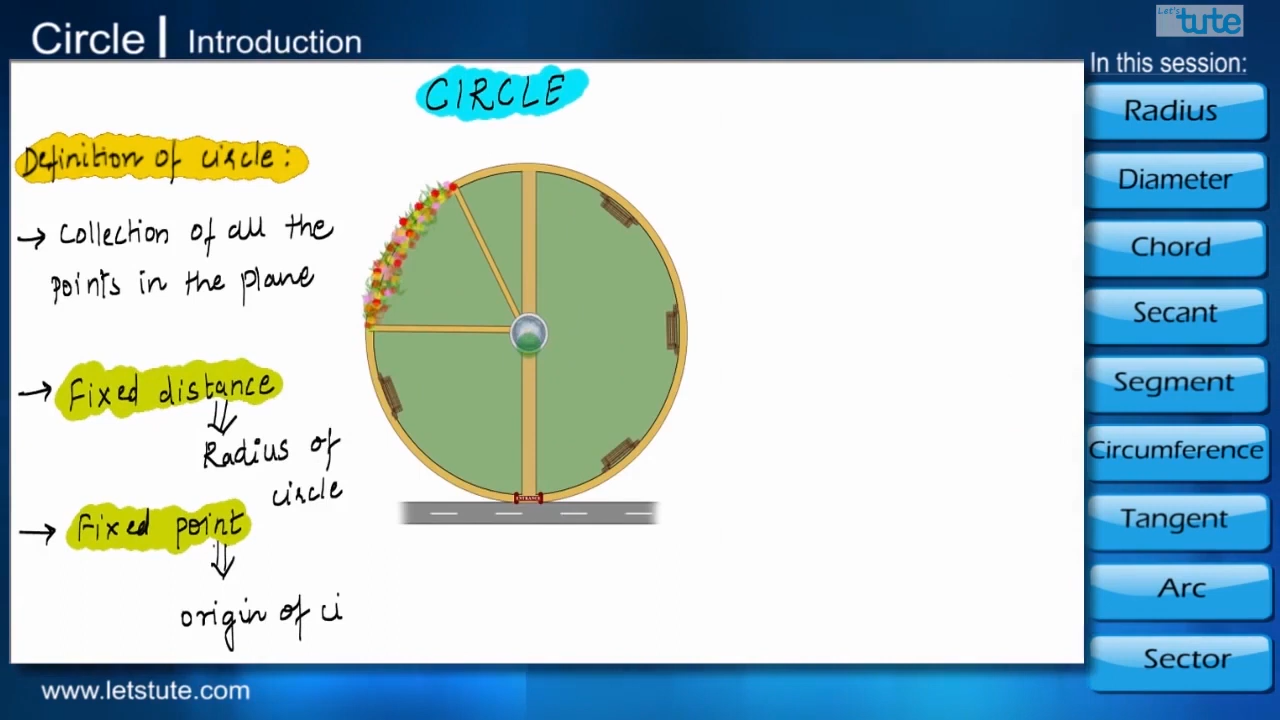 Circle | Introduction
Let's
tute
CIRCLE
Definition of circle:
→ Collection of all the
points in the plane
→ Fixed distance
Radius of
circle
→ Fixed point
origin of ci
ENTRANCE
In this session:
Radius
Diameter
Chord
Secant
Segment
Circumference
Tangent
Arc
Sector
www.letstute.com